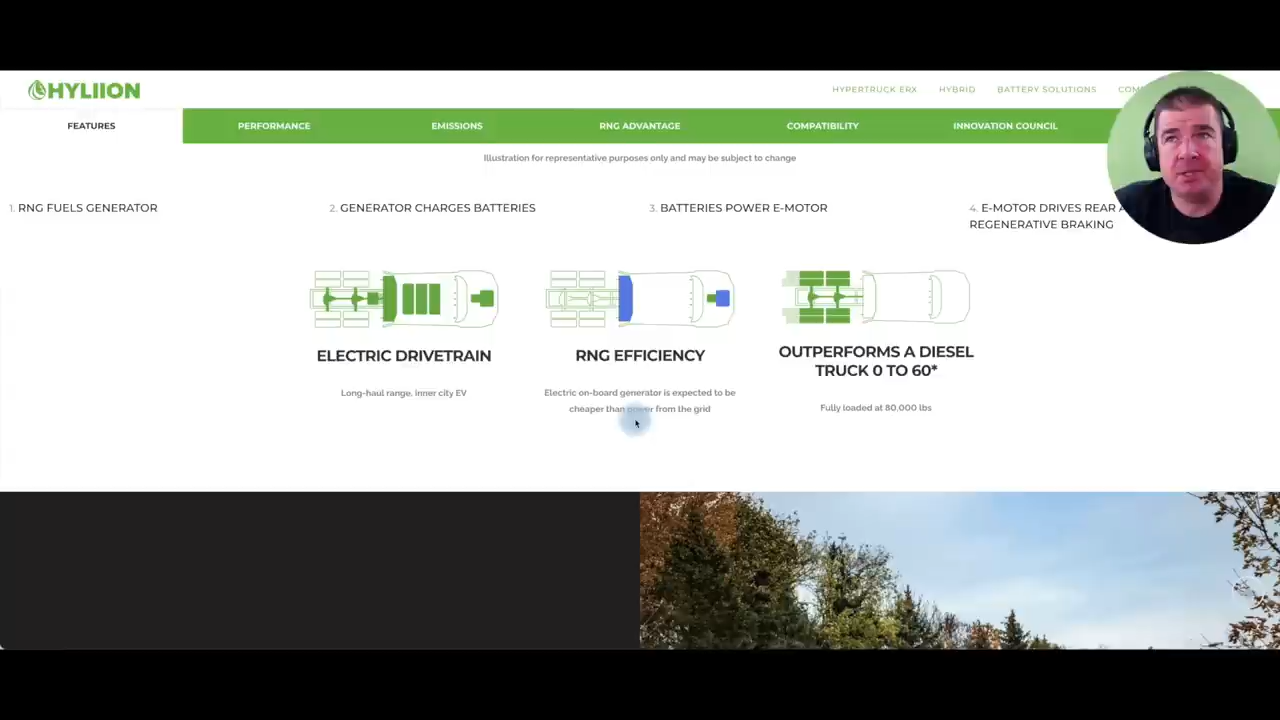 HYLIION
HYPERTRUCK ERX HYBRID BATTERY SOLUTIONS
FEATURES PERFORMANCE EMISSIONS RNG ADVANTAGE COMPATIBILITY INNOVATION COUNCIL
Illustration for representative purposes only and may be subject to change
1. RNG FUELS GENERATOR
2. GENERATOR CHARGES BATTERIES
3. BATTERIES POWER E-MOTOR
4. E-MOTOR DRIVES REAR
REGENERATIVE BRAKING
ELECTRIC DRIVETRAIN
Long-haul range, inner city EV
RNG EFFICIENCY
Electric on-board generator is expected to be
cheaper than power from the grid
OUTPERFORMS A DIESEL
TRUCK 0 TO 60*
Fully loaded at 80,000 lbs